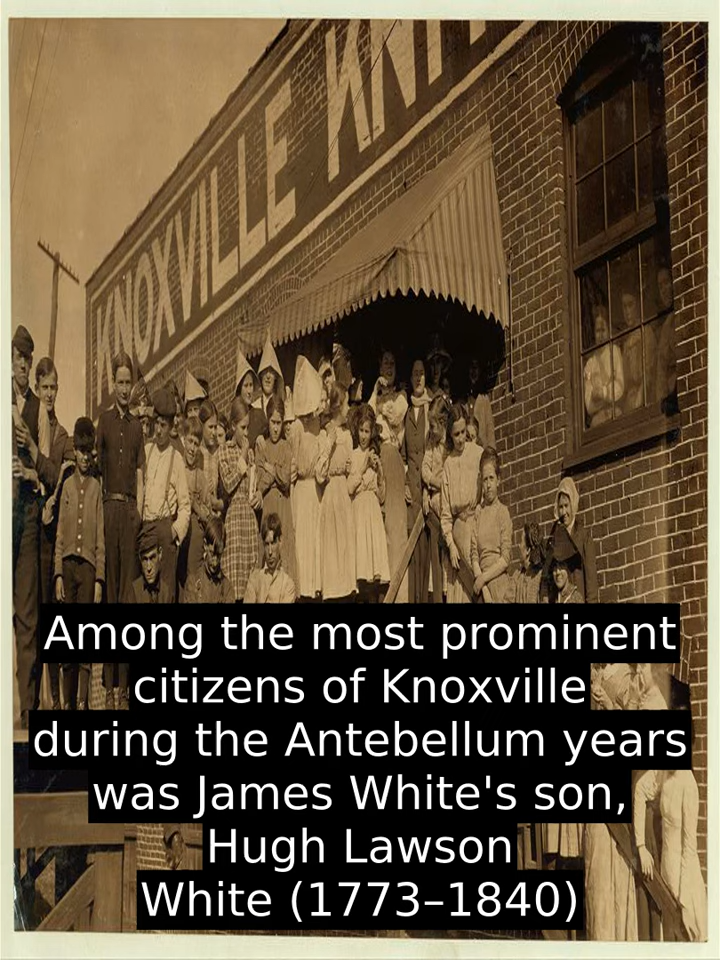 KNOXVILLE KNIT
Among the most prominent
citizens of Knoxville
during the Antebellum years
was James White's son,
Hugh Lawson
White (1773–1840)